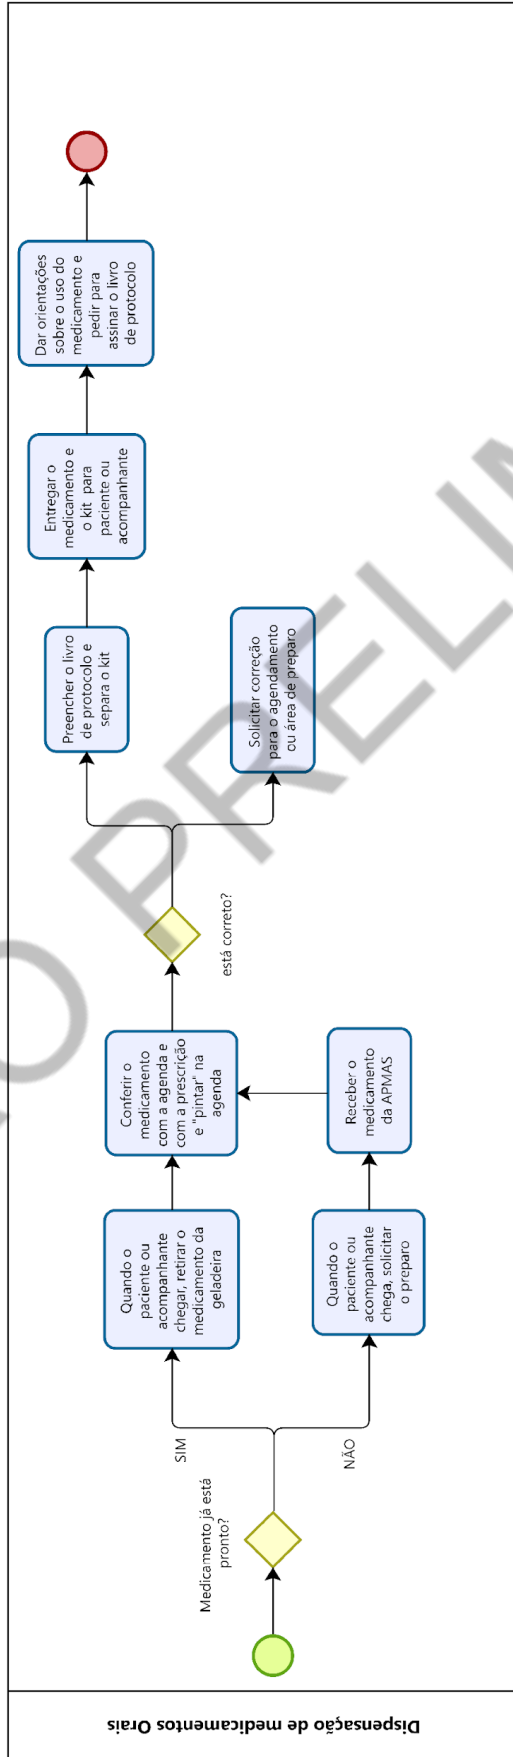 Dispensação de medicamentos Orais
Medicamento já está
pronto?
SIM
NÃO
Quando o
paciente ou
acompanhante
chegar, retirar o
medicamento da
geladeira
Quando o
paciente ou
acompanhante
chega, solicitar
o preparo
Receber o
medicamento
da APMAS
Conferir o
medicamento
com a agenda e
com a prescrição
e "pintar" na
agenda
está correto?
Preencher o livro
de protocolo e
separa o kit
Solicitar correção
para o agendamento
ou área de preparo
Entregar o
medicamento e
o kit para
paciente ou
acompanhante
Dar orientações
sobre o uso do
medicamento e
pedir para
assinar o livro
de protocolo